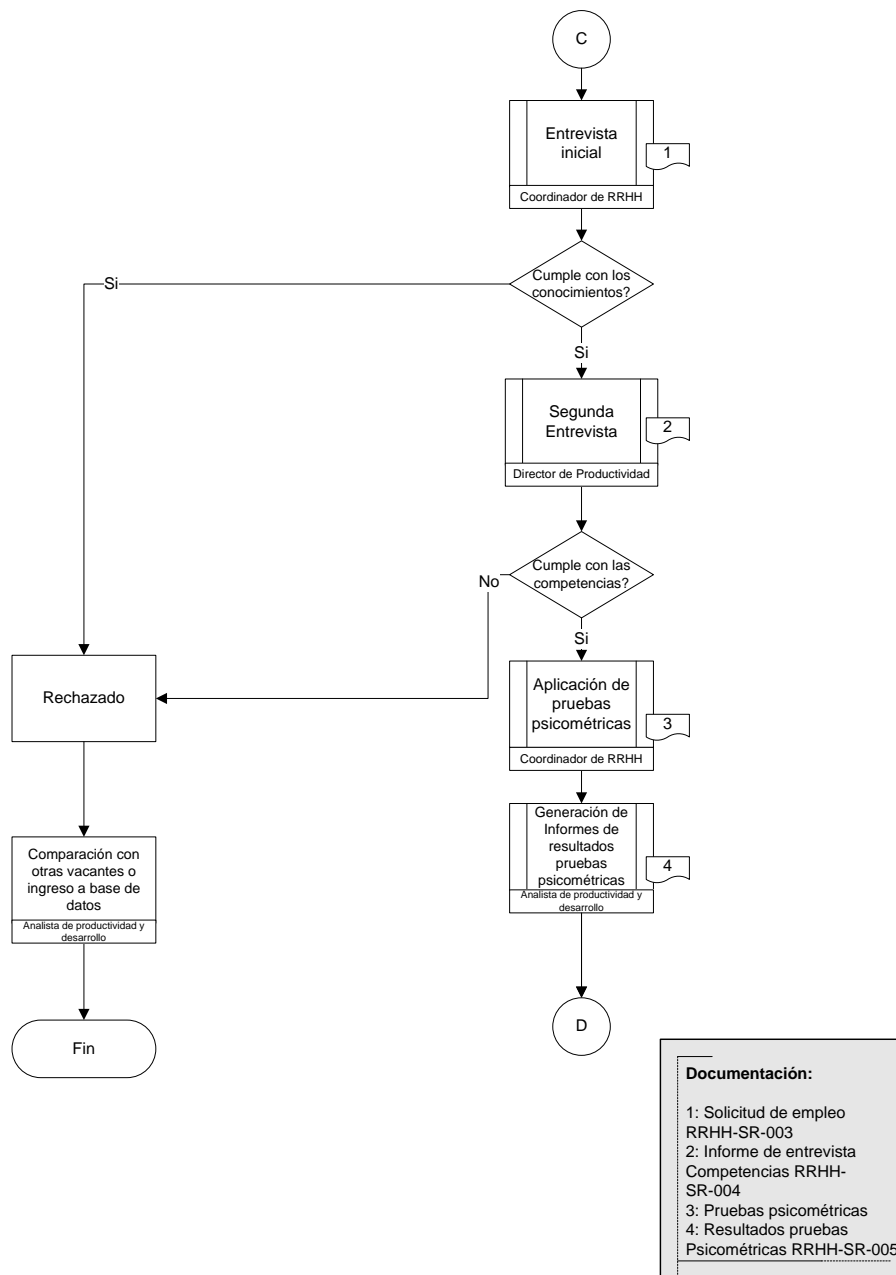 C
Entrevista
inicial
1
Coordinador de RRHH
Cumple con los
conocimientos?
Si
Si
Segunda
Entrevista
2
Director de Productividad
Cumple con las
competencias?
No
Si
Rechazado
Aplicación de
pruebas
psicométricas
3
Coordinador de RRHH
Generación de
Informes de
resultados
pruebas
psicométricas
4
Analista de productividad y
desarrollo
Comparación con
otras vacantes o
ingreso a base de
datos
Analista de productividad y
desarrollo
Fin
D
Documentación:
1: Solicitud de empleo
RRHH-SR-003
2: Informe de entrevista
Competencias RRHH-
SR-004
3: Pruebas psicométricas
4: Resultados pruebas
Psicométricas RRHH-SR-005